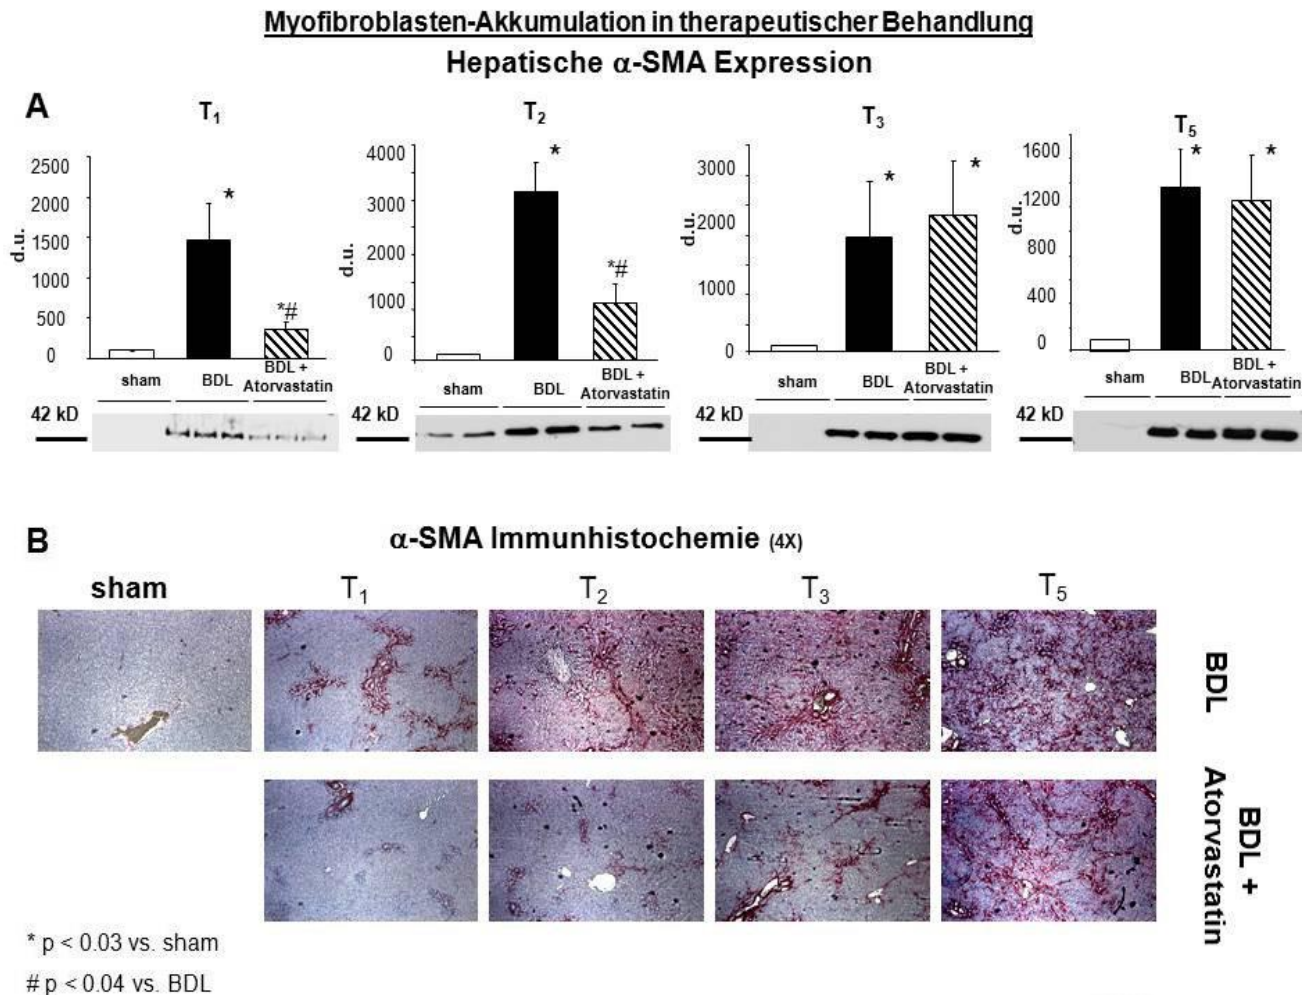 Myofibroblasten-Akkumulation in therapeutischer Behandlung
Hepatische α-SMA Expression
A
T1
2500
2000
1500
1000
500
0
d.u.
*
*#
sham
BDL
BDL +
Atorvastatin
42 kD
T2
4000
3000
2000
1000
0
d.u.
*
*#
sham
BDL
BDL +
Atorvastatin
42 kD
T3
3000
2000
1000
0
d.u.
*
*
sham
BDL
BDL +
Atorvastatin
42 kD
T5
1600
1200
800
400
0
d.u.
*
*
sham
BDL
BDL +
Atorvastatin
42 kD
B
α-SMA Immunhistochemie (4X)
sham
T1
T2
T3
T5
BDL
BDL +
Atorvastatin
* p < 0.03 vs. sham
# p < 0.04 vs. BDL